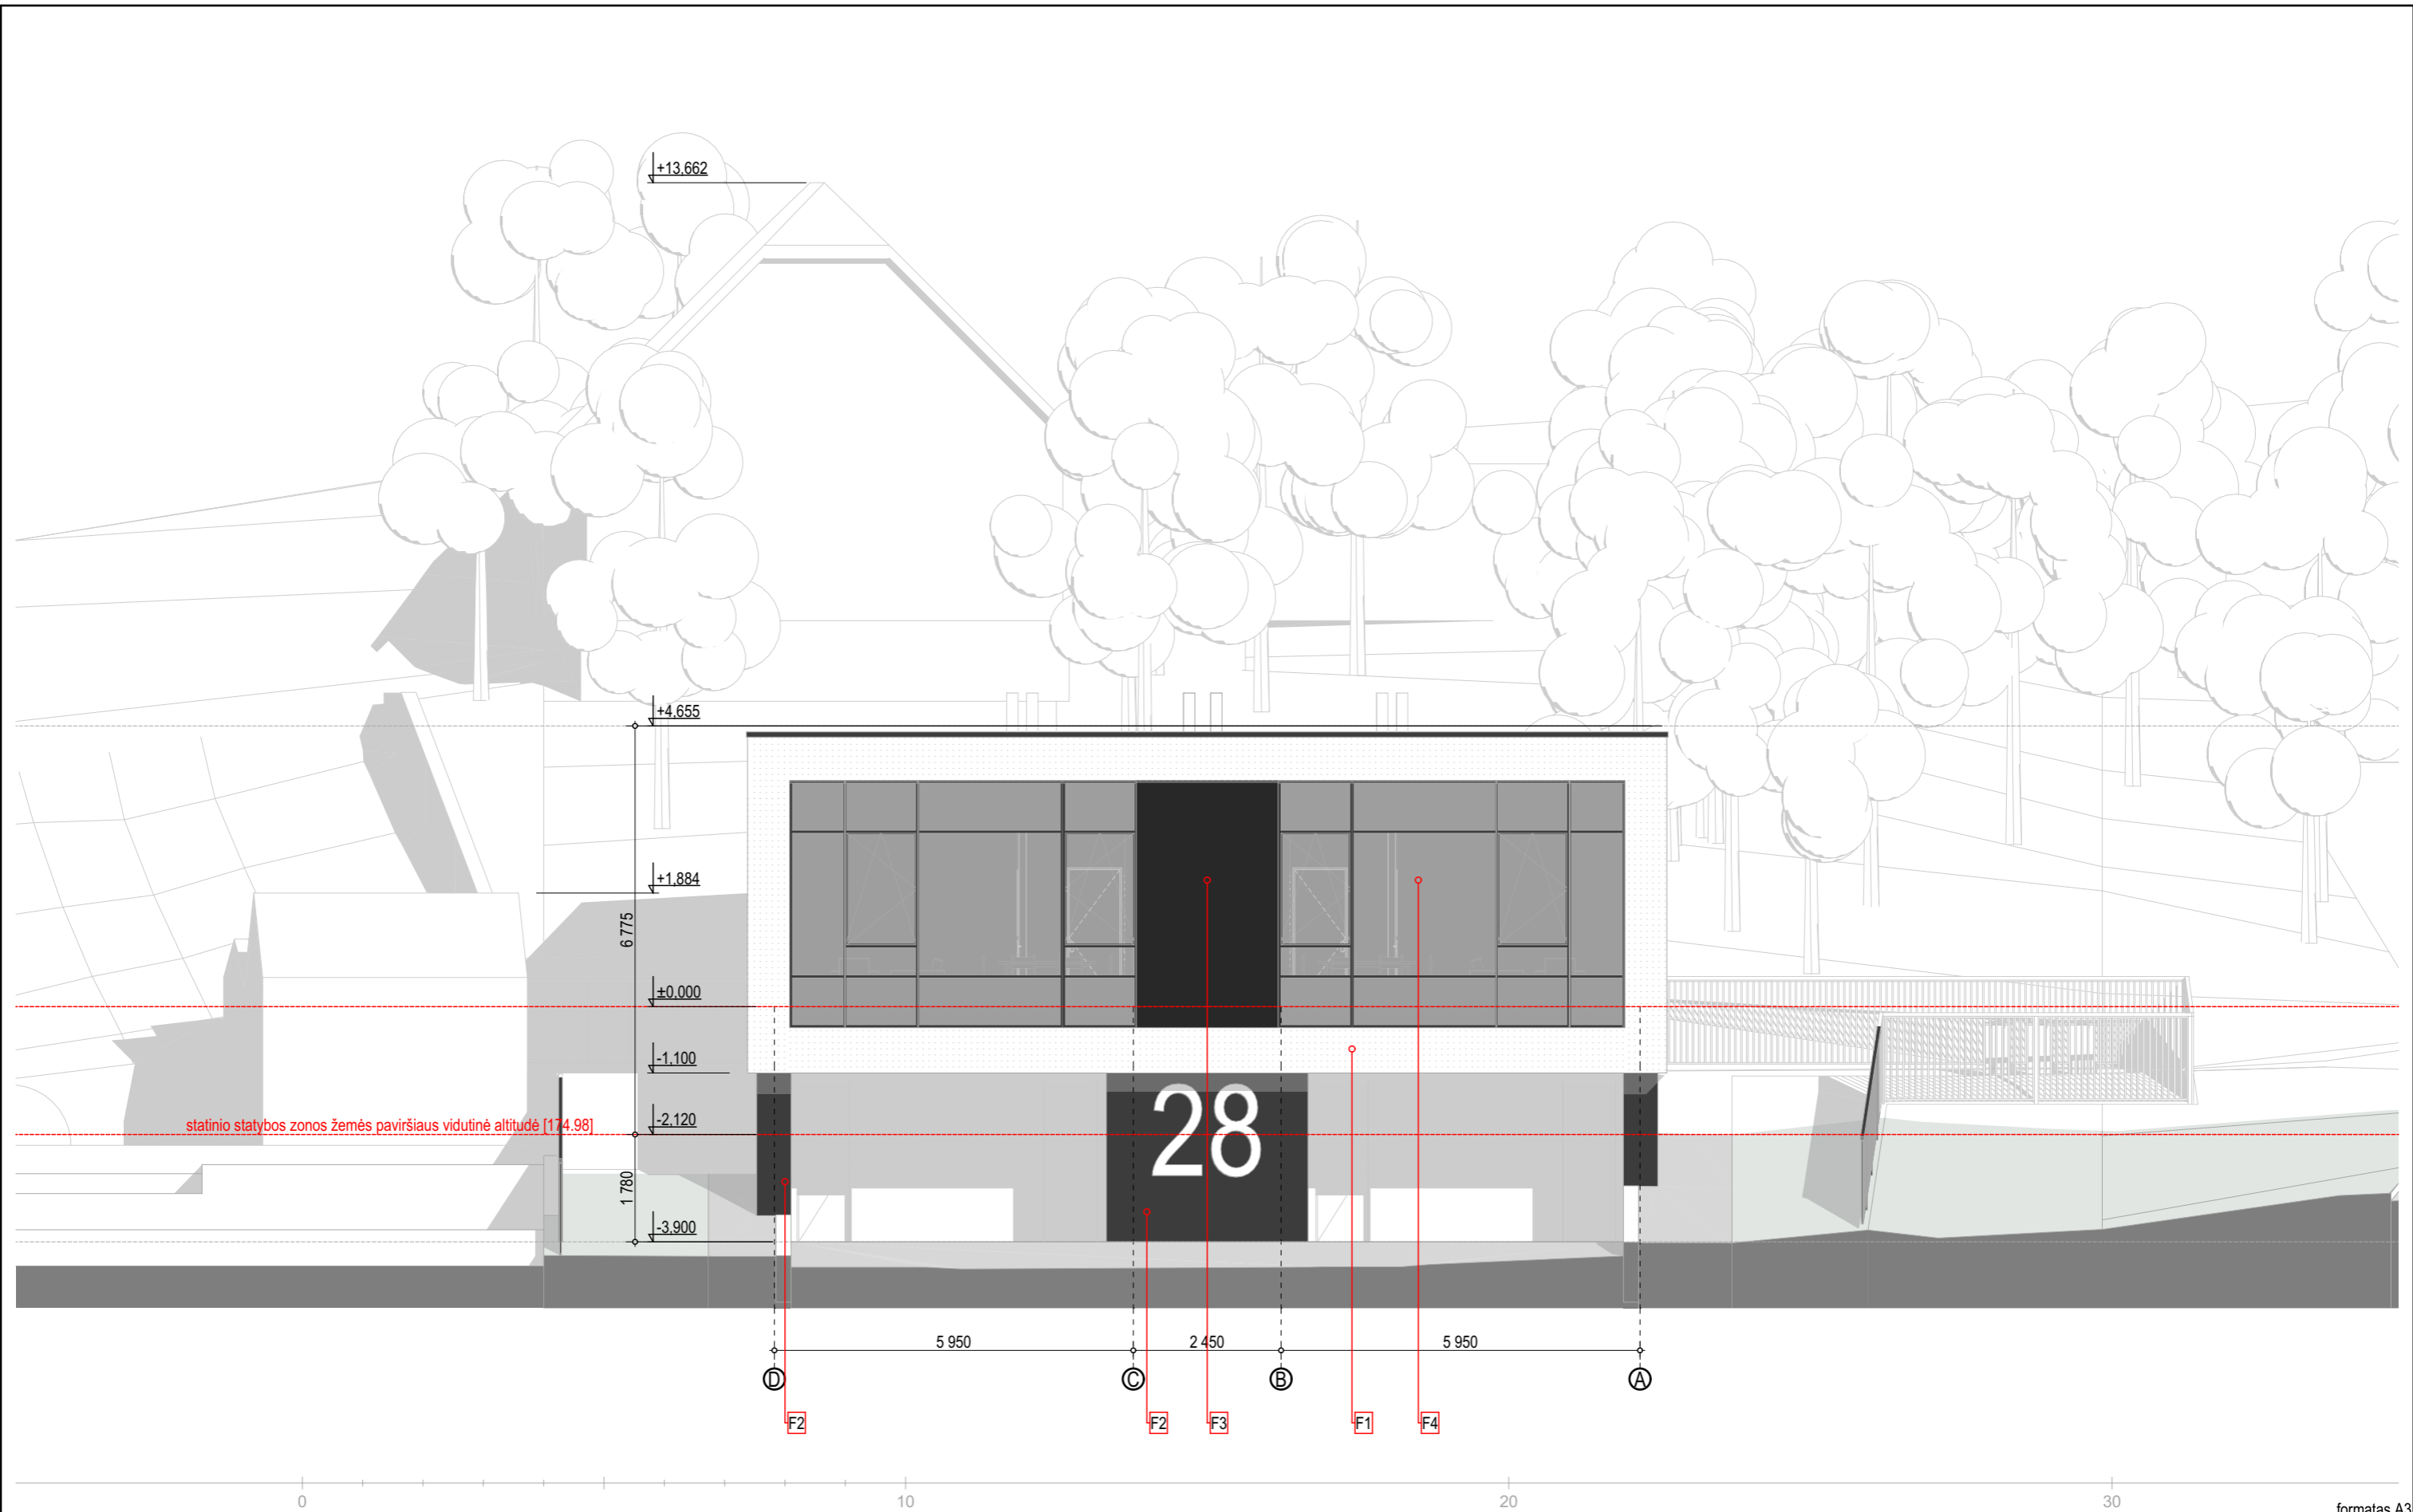 +13,662
+4,655
+1,884
6 775
±0,000
-1,100
28
statinio statybos zonos žemės paviršiaus vidutinė altitudė [174.98]
-2,120
1 780
-3,900
5 950
2 450
5 950
D
C
B
A
F2
F2
F3
F1
F4
0
10
20
30
formatas A3